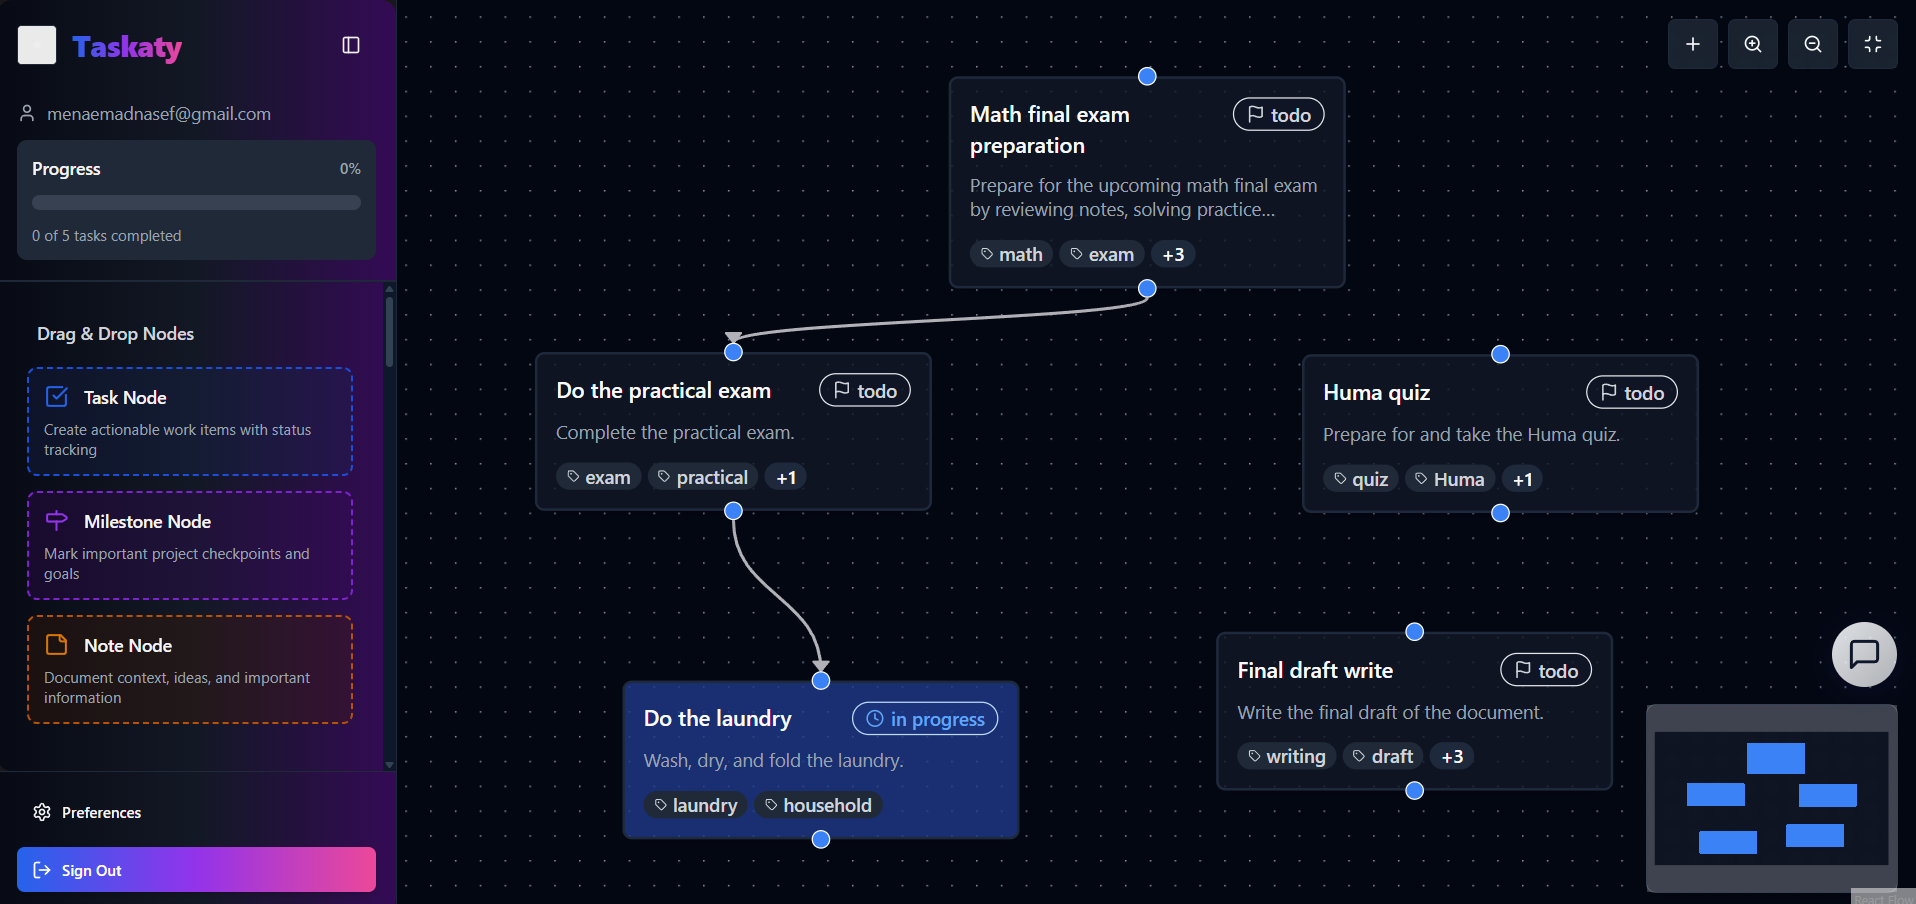 Taskaty
menaemadnasef@gmail.com
Progress
0%
0 of 5 tasks completed
Drag & Drop Nodes
Task Node
Create actionable work items with status
tracking
Milestone Node
Mark important project checkpoints and
goals
Note Node
Document context, ideas, and important
information
Preferences
Sign Out
Math final exam
preparation
todo
Prepare for the upcoming math final exam
by reviewing notes, solving practice...
math exam +3
Do the practical exam
todo
Complete the practical exam.
exam practical +1
Huma quiz
todo
Prepare for and take the Huma quiz.
quiz Huma +1
Do the laundry
in progress
Wash, dry, and fold the laundry.
laundry household
Final draft write
todo
Write the final draft of the document.
writing draft +3
React Flow